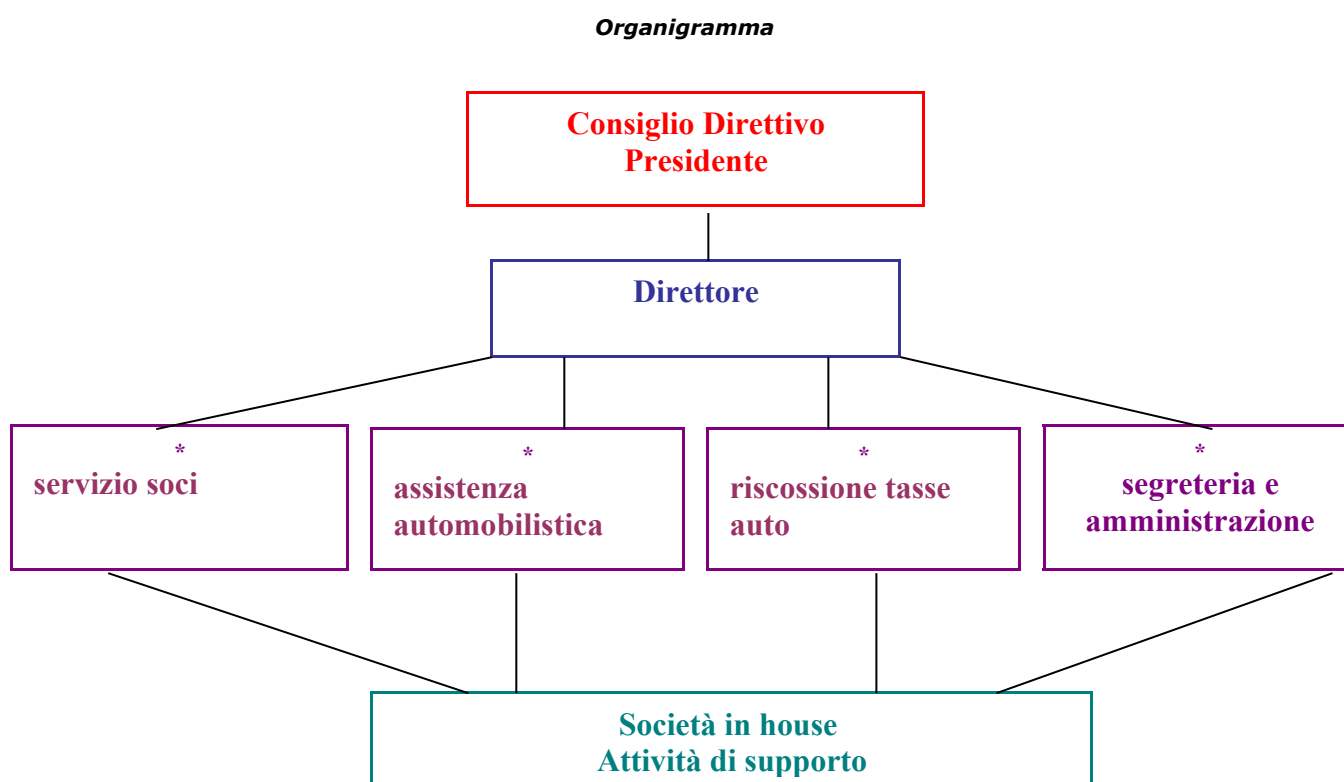 Organigramma
Consiglio Direttivo
Presidente
Direttore
*
servizio soci
*
assistenza
automobilistica
*
riscossione tasse
auto
*
segreteria e
amministrazione
Società in house
Attività di supporto